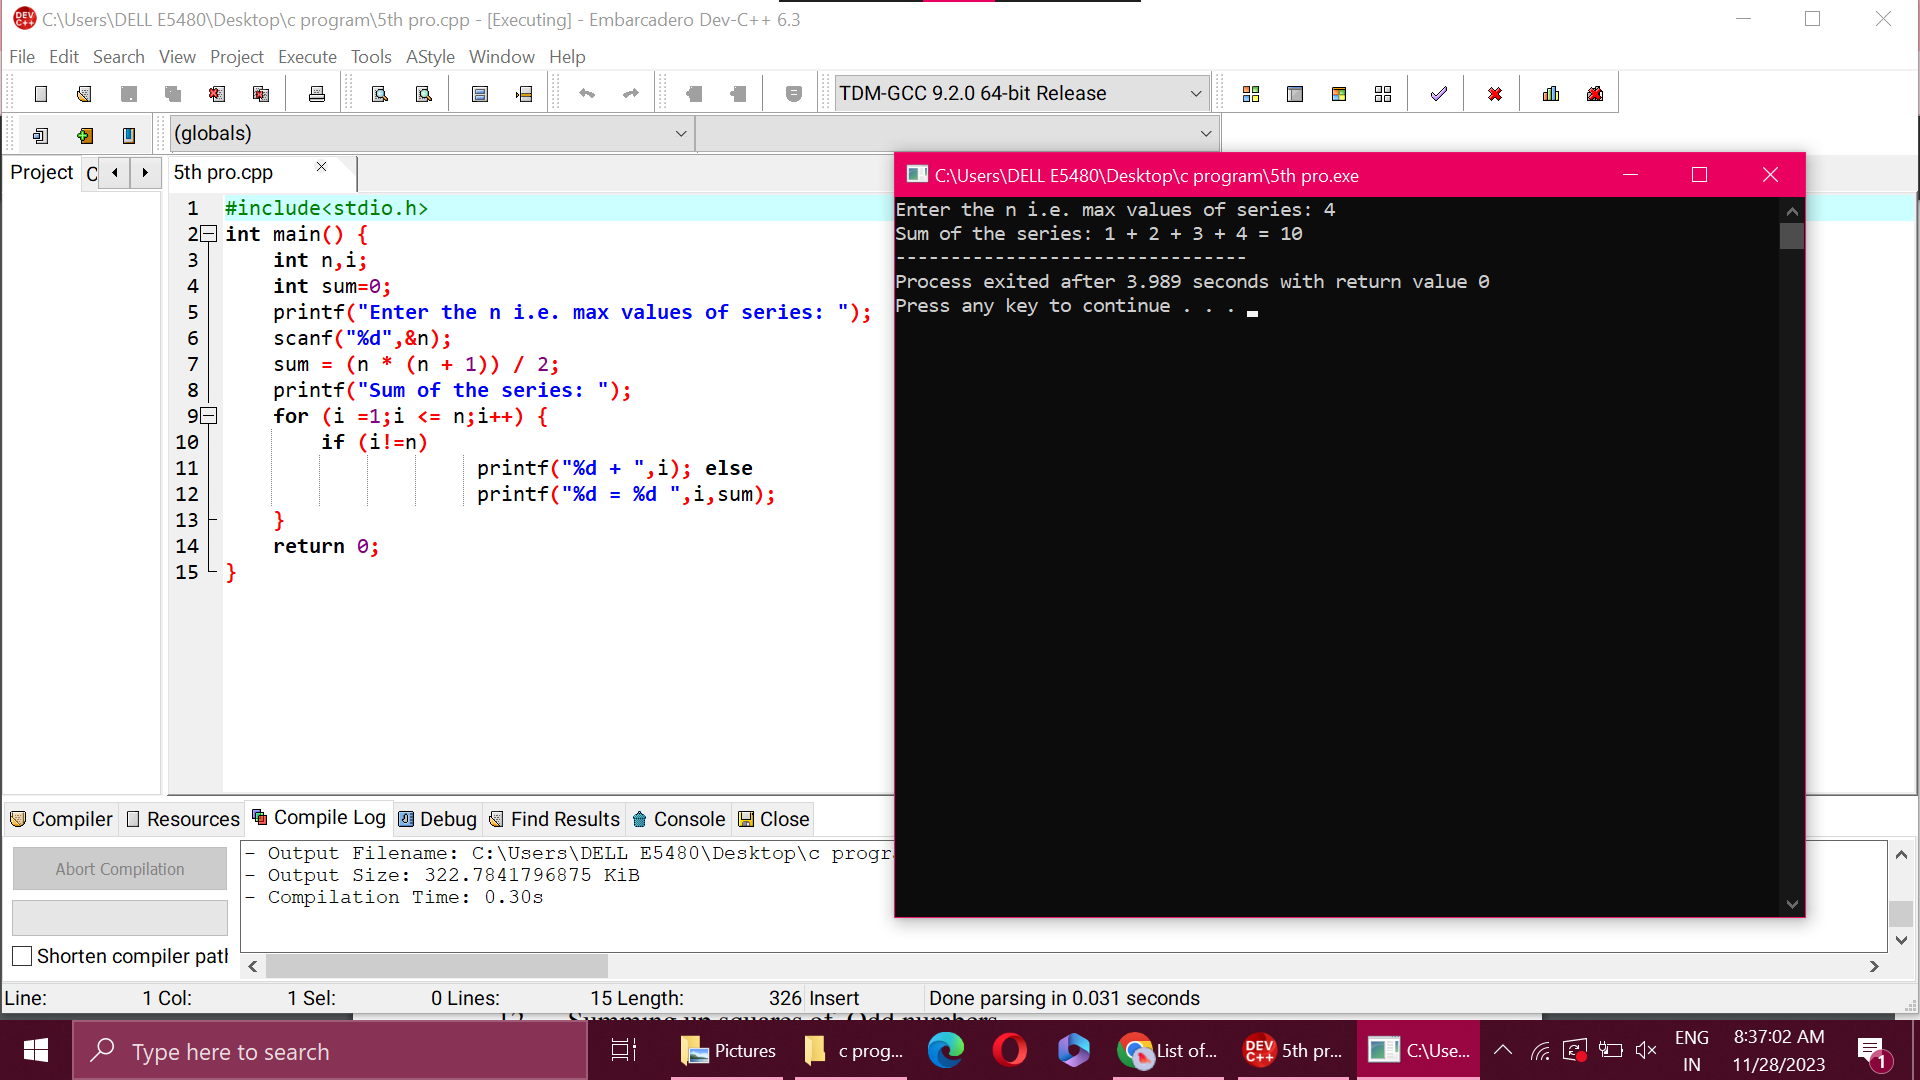 C:\Users\DELL E5480\Desktop\c program\5th pro.cpp - [Executing] - Embarcadero Dev-C++ 6.3
File Edit Search View Project Execute Tools AStyle Window Help
TDM-GCC 9.2.0 64-bit Release
(globals)
Project
5th pro.cpp
1 #include<stdio.h>
2 int main() {
3 int n,i;
4 int sum=0;
5 printf("Enter the n i.e. max values of series: ");
6 scanf("%d",&n);
7 sum = (n * (n + 1)) / 2;
8 printf("Sum of the series: ");
9 for (i =1;i <= n;i++) {
10 if (i!=n)
11 printf("%d + ",i); else
12 printf("%d = %d ",i,sum);
13 }
14 return 0;
15 }
C:\Users\DELL E5480\Desktop\c program\5th pro.exe
Enter the n i.e. max values of series: 4
Sum of the series: 1 + 2 + 3 + 4 = 10
--------------------------------
Process exited after 3.989 seconds with return value 0
Press any key to continue . . .
Compiler Resources Compile Log Debug Find Results Console Close
Abort Compilation
Shorten compiler path
- Output Filename: C:\Users\DELL E5480\Desktop\c progr
- Output Size: 322.7841796875 KiB
- Compilation Time: 0.30s
Line: 1 Col: 1 Sel: 0 Lines: 15 Length: 326 Insert Done parsing in 0.031 seconds
Summing up squares of Odd numbers
Type here to search
Pictures
c prog...
List of...
DEV C++ 5th pr...
C:\Use...
ENG IN
8:37:02 AM
11/28/2023
1